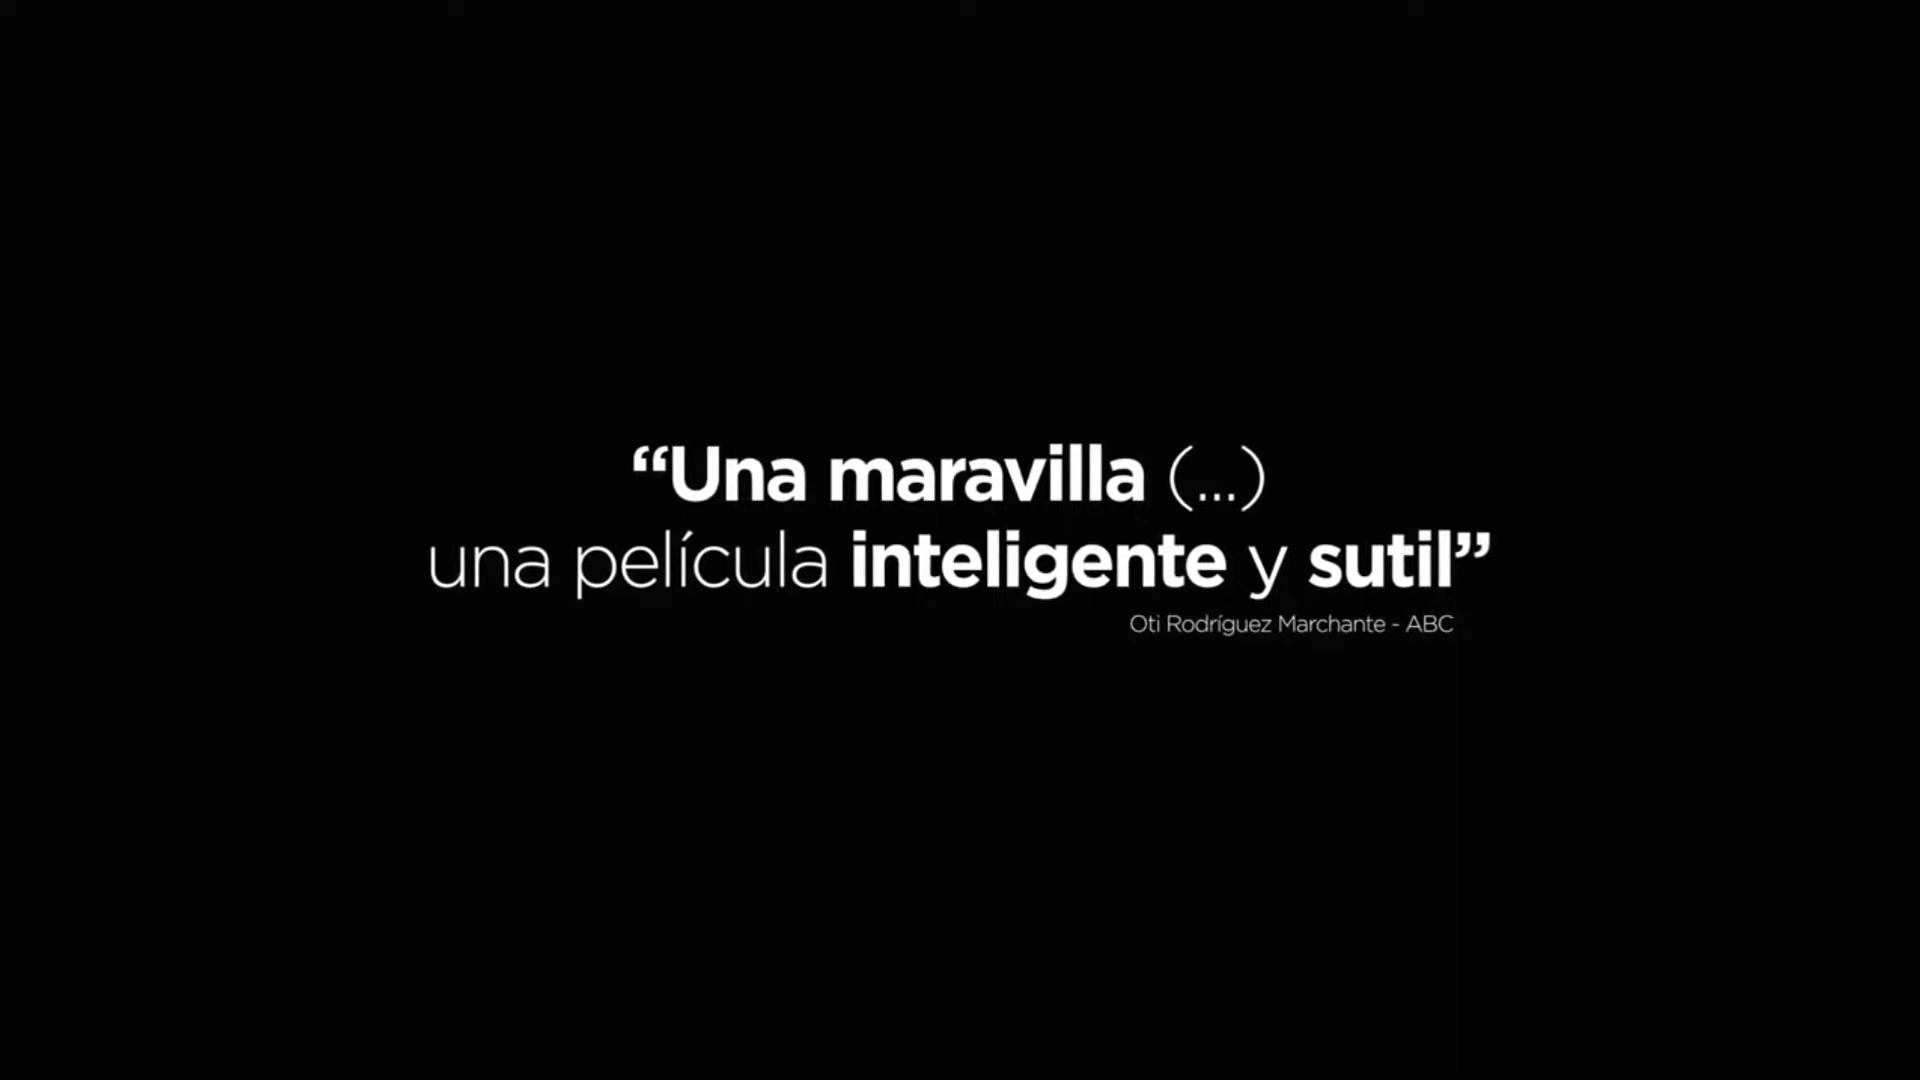 “Una maravilla (...)
una película inteligente y sutil”
Oti Rodríguez Marchante - ABC